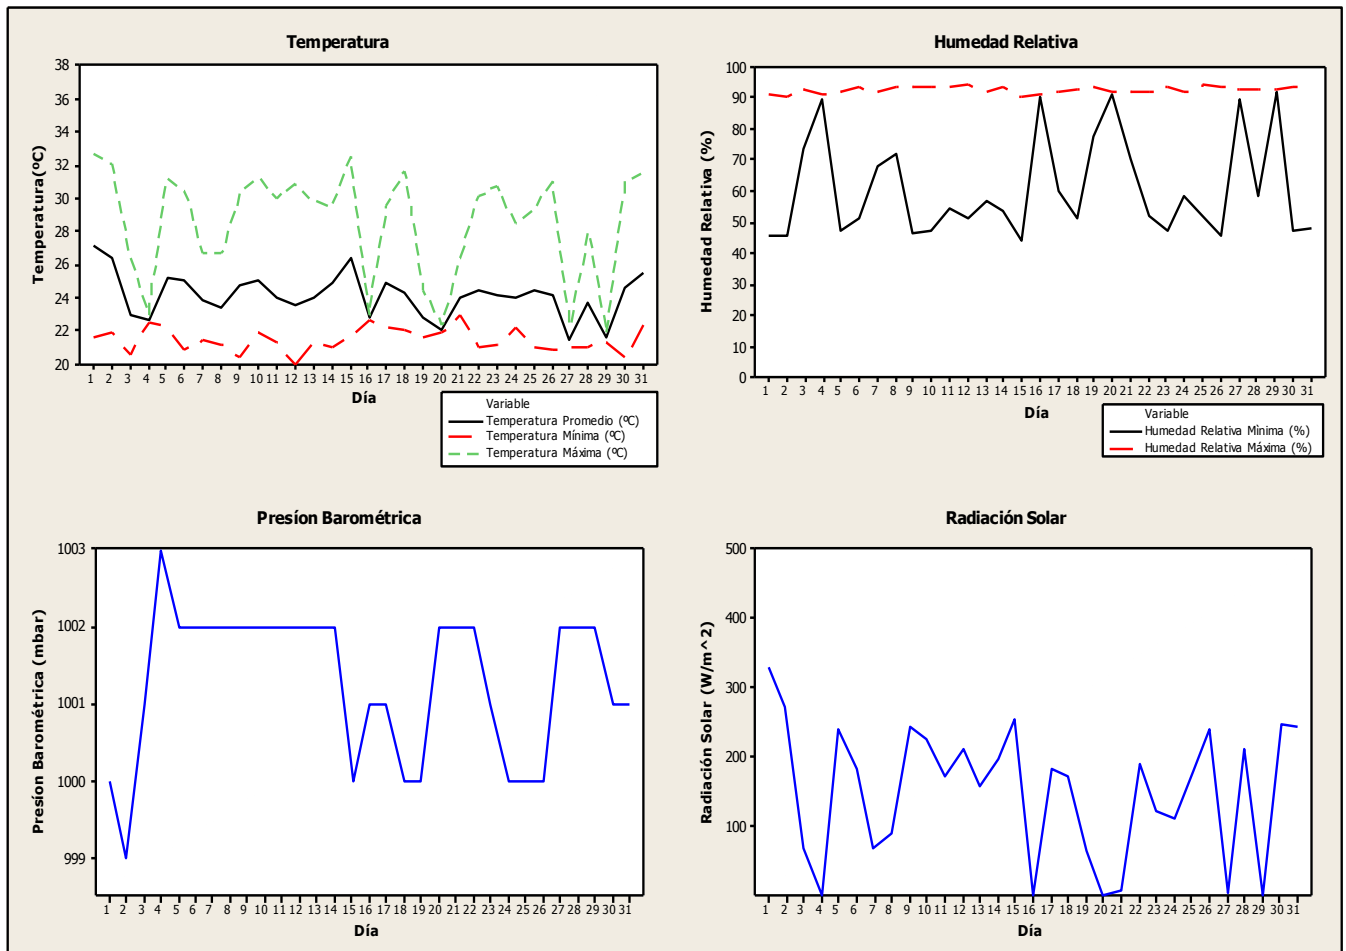 Temperatura
38
36
34
32
30
28
26
24
22
20
Temperatura(ºC)
1 2 3 4 5 6 7 8 9 10 11 12 13 14 15 16 17 18 19 20 21 22 23 24 25 26 27 28 29 30 31
Día
Variable
Temperatura Promedio (ºC)
Temperatura Mínima (ºC)
Temperatura Máxima (ºC)
Humedad Relativa
100
90
80
70
60
50
40
30
20
10
0
Humedad Relativa (%)
1 2 3 4 5 6 7 8 9 10 11 12 13 14 15 16 17 18 19 20 21 22 23 24 25 26 27 28 29 30 31
Día
Variable
Humedad Relativa Minima (%)
Humedad Relativa Máxima (%)
Presíon Barométrica
1003
1002
1001
1000
999
Presíon Barométrica (mbar)
1 2 3 4 5 6 7 8 9 10 11 12 13 14 15 16 17 18 19 20 21 22 23 24 25 26 27 28 29 30 31
Día
Radiación Solar
500
400
300
200
100
Radiación Solar (W/m^2)
1 2 3 4 5 6 7 8 9 10 11 12 13 14 15 16 17 18 19 20 21 22 23 24 25 26 27 28 29 30 31
Día